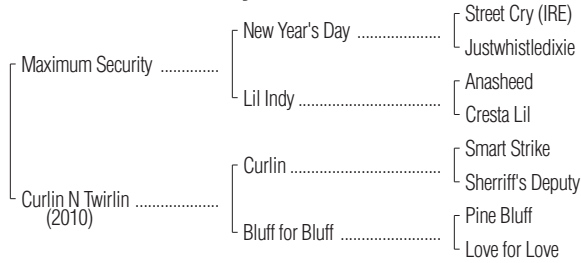 Street Cry (IRE)
New Year's Day ..................
Justwhistledixie
Maximum Security ..............
Anasheed
Lil Indy ...............................
Cresta Lil
Smart Strike
Curlin ..................................
Sherriff's Deputy
Curlin N Twirlin ..................
(2010)
Pine Bluff
Bluff for Bluff ......................
Love for Love